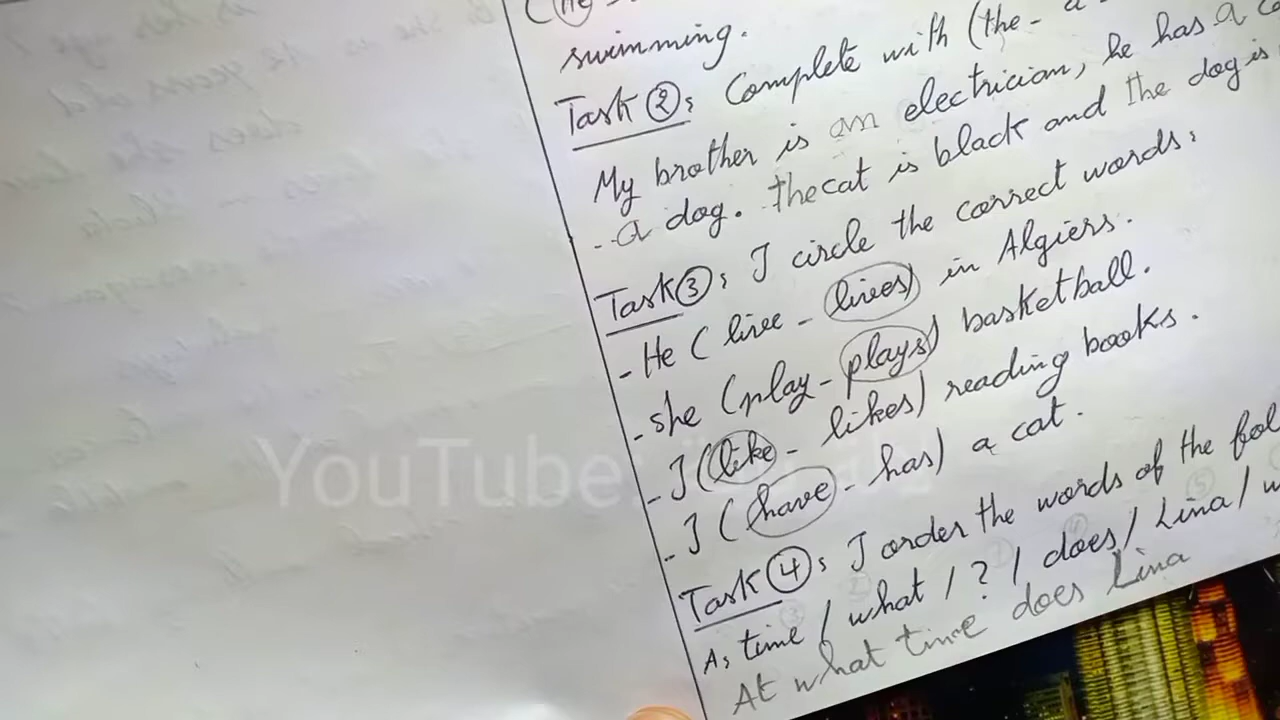 (He -
swimming.
Task 2: Complete with (the - a -
My brother is an electrician, he has a
- a dog. the cat is black and the dog is
Task 3: I circle the correct words:
- He (live - lives) in Algiers.
- she (play - plays) basketball.
- I (like - likes) reading books.
- I (have - has) a cat.
Task 4: I order the words of the fol
A, time / what / ? / does / Lina / w
At what time does Lina
YouTube